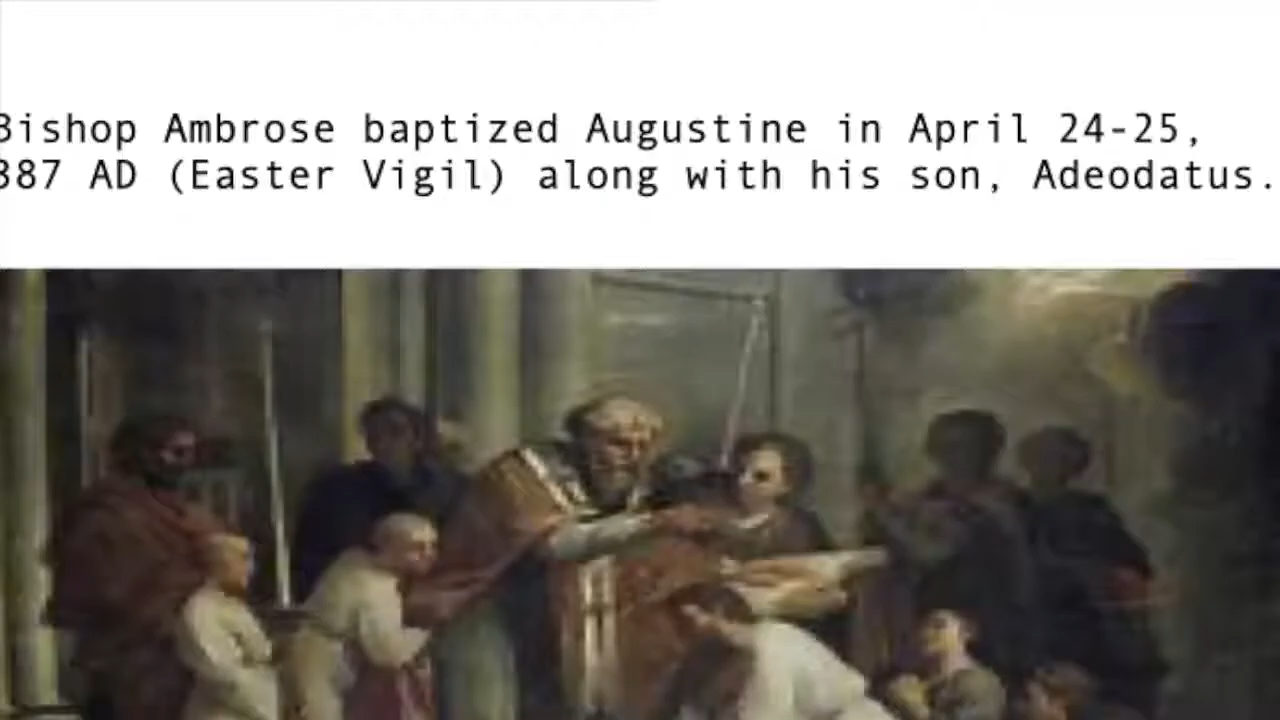 Bishop Ambrose baptized Augustine in April 24-25,
387 AD (Easter Vigil) along with his son, Adeodatus.